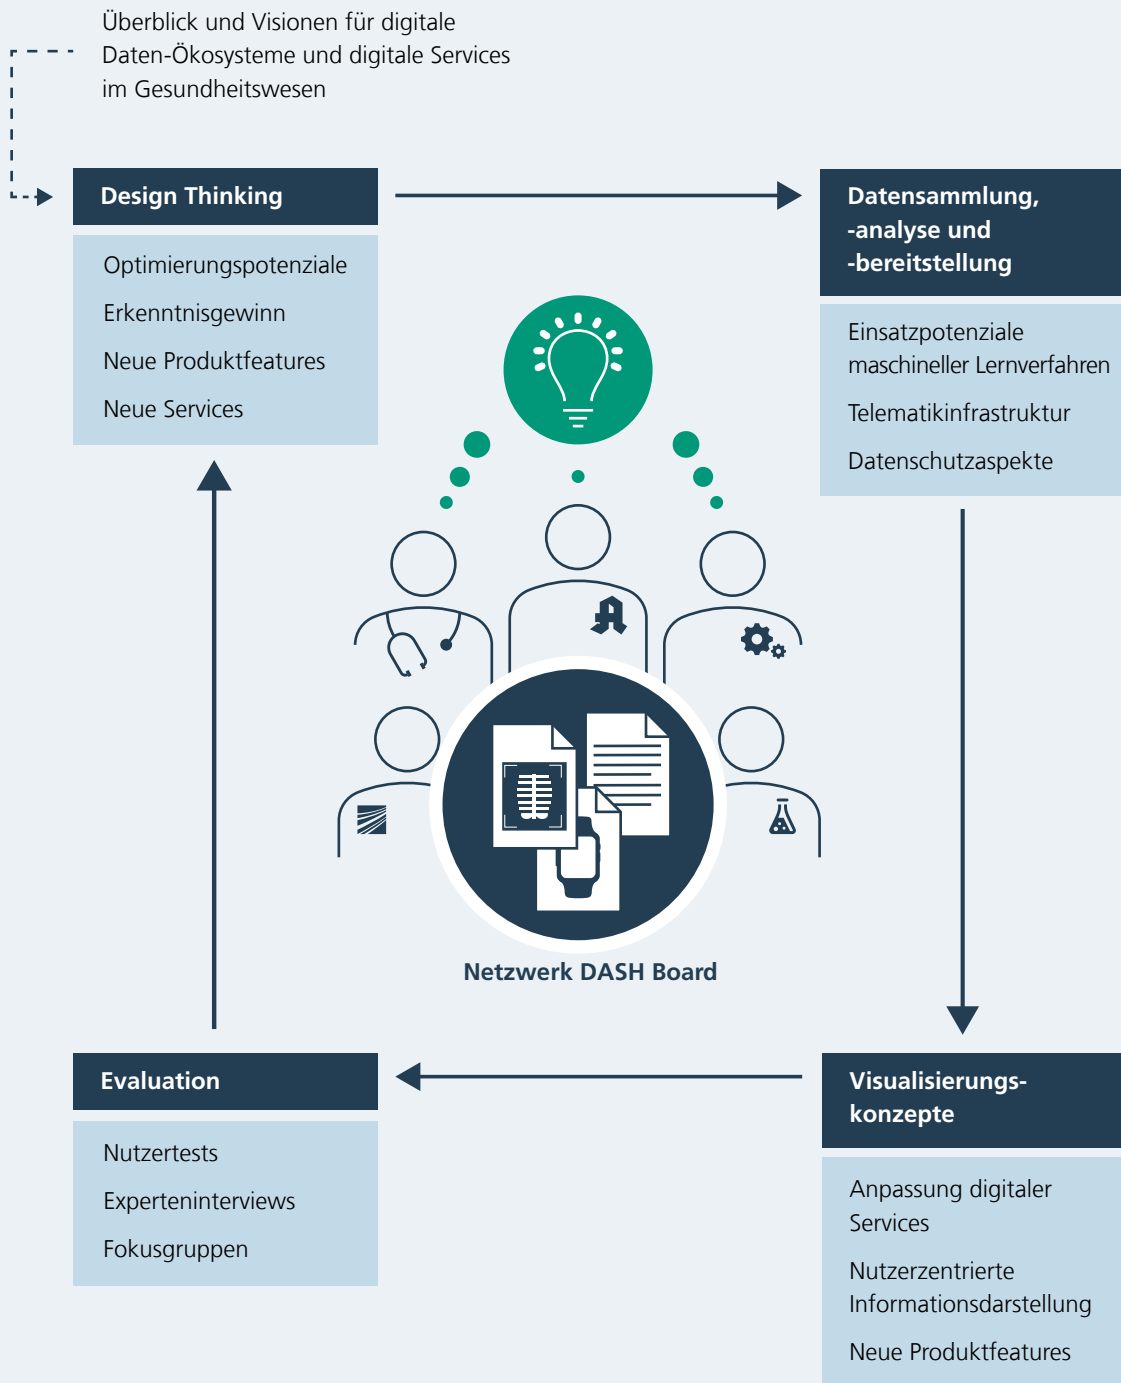 Überblick und Visionen für digitale
Daten-Ökosysteme und digitale Services
im Gesundheitswesen
Design Thinking
Optimierungspotenziale
Erkenntnisgewinn
Neue Produktfeatures
Neue Services
Datensammlung,
-analyse und
-bereitstellung
Einsatzpotenziale
maschineller Lernverfahren
Telematikinfrastruktur
Datenschutzaspekte
Netzwerk DASH Board
Evaluation
Nutzertests
Experteninterviews
Fokusgruppen
Visualisierungs-
konzepte
Anpassung digitaler
Services
Nutzerzentrierte
Informationsdarstellung
Neue Produktfeatures